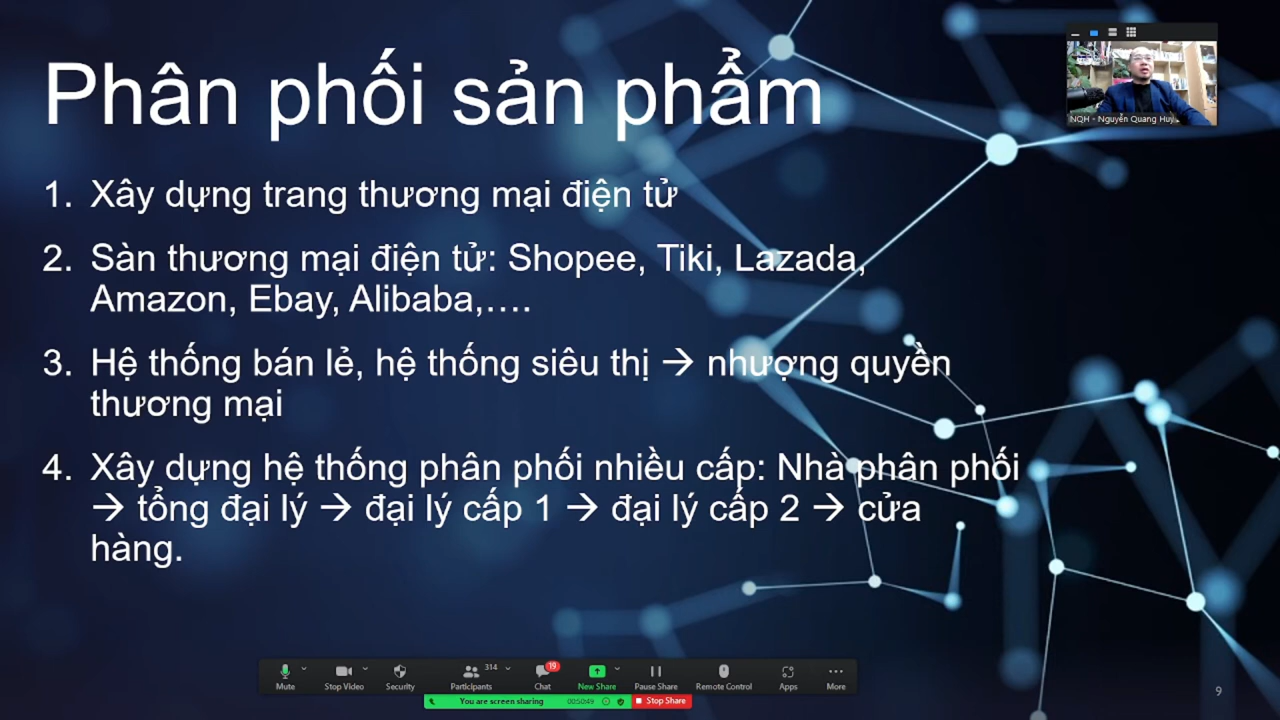 Phân phối sản phẩm
NQH - Nguyễn Quang Huy
1. Xây dựng trang thương mại điện tử
2. Sàn thương mại điện tử: Shopee, Tiki, Lazada,
Amazon, Ebay, Alibaba,….
3. Hệ thống bán lẻ, hệ thống siêu thị → nhượng quyền
thương mại
4. Xây dựng hệ thống phân phối nhiều cấp: Nhà phân phối
→ tổng đại lý → đại lý cấp 1 → đại lý cấp 2 → cửa
hàng.
314 19
Mute Stop Video Security Participants Chat New Share Pause Share Remote Control Apps More
You are screen sharing 00:50:49 Stop Share
9